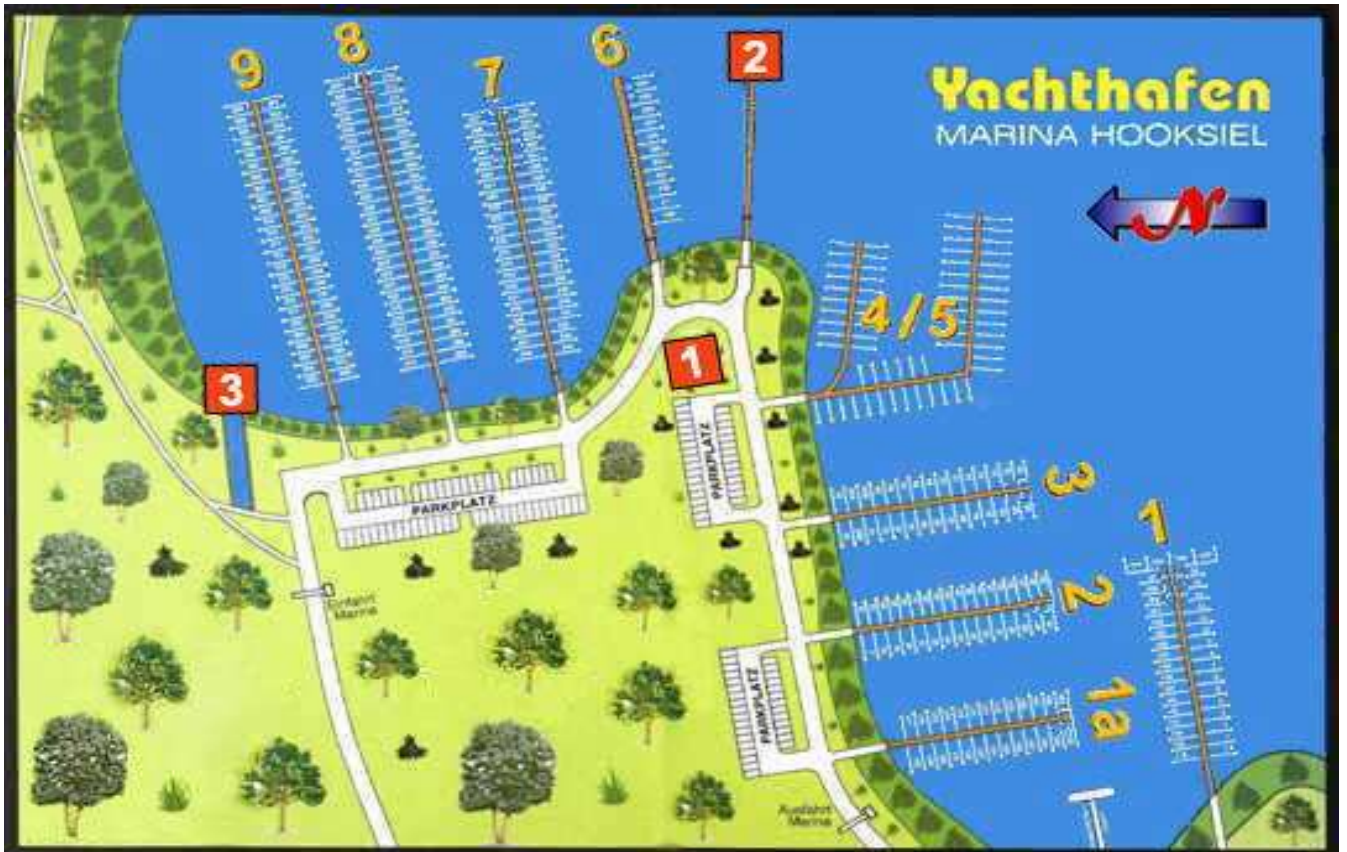 9
8
7
6
2
Yachthafen
MARINA HOOKSIEL
N
4 / 5
1
3
PARKPLATZ
PARKPLATZ
3
1
Einfahrt
Marina
2
PARKPLATZ
1a
Ausfahrt
Marina